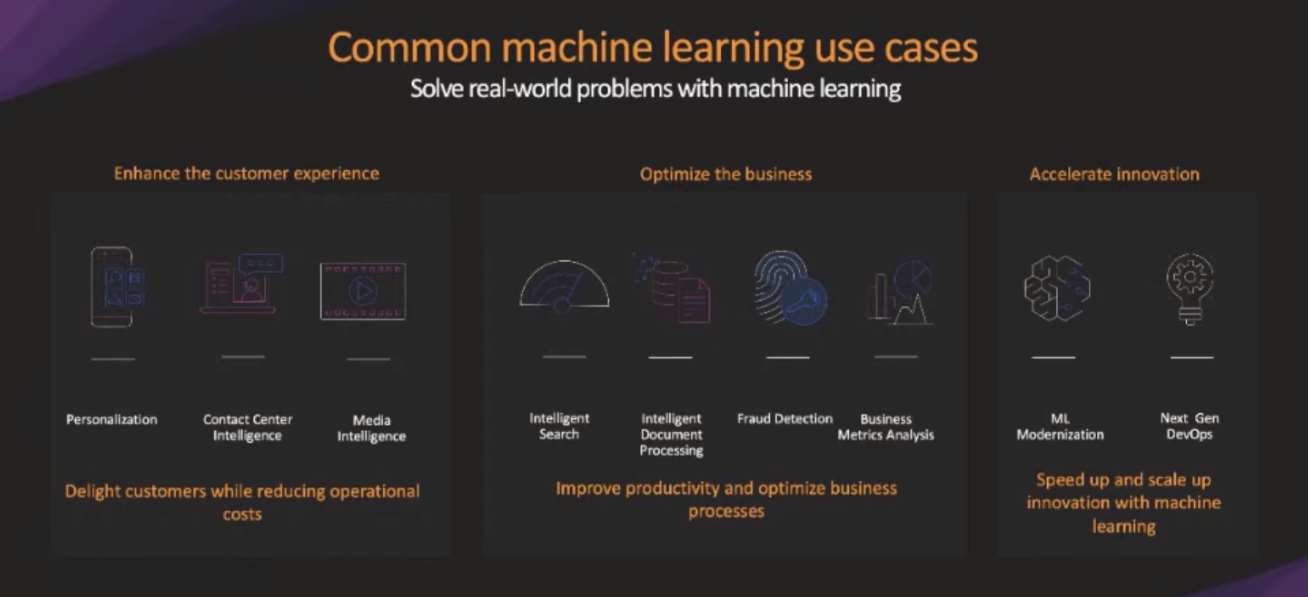 Common machine learning use cases
Solve real-world problems with machine learning
Enhance the customer experience
Personalization
Contact Center
Intelligence
Media
Intelligence
Delight customers while reducing operational
costs
Optimize the business
Intelligent
Search
Intelligent
Document
Processing
Fraud Detection
Business
Metrics Analysis
Improve productivity and optimize business
processes
Accelerate innovation
ML
Modernization
Next Gen
DevOps
Speed up and scale up
innovation with machine
learning